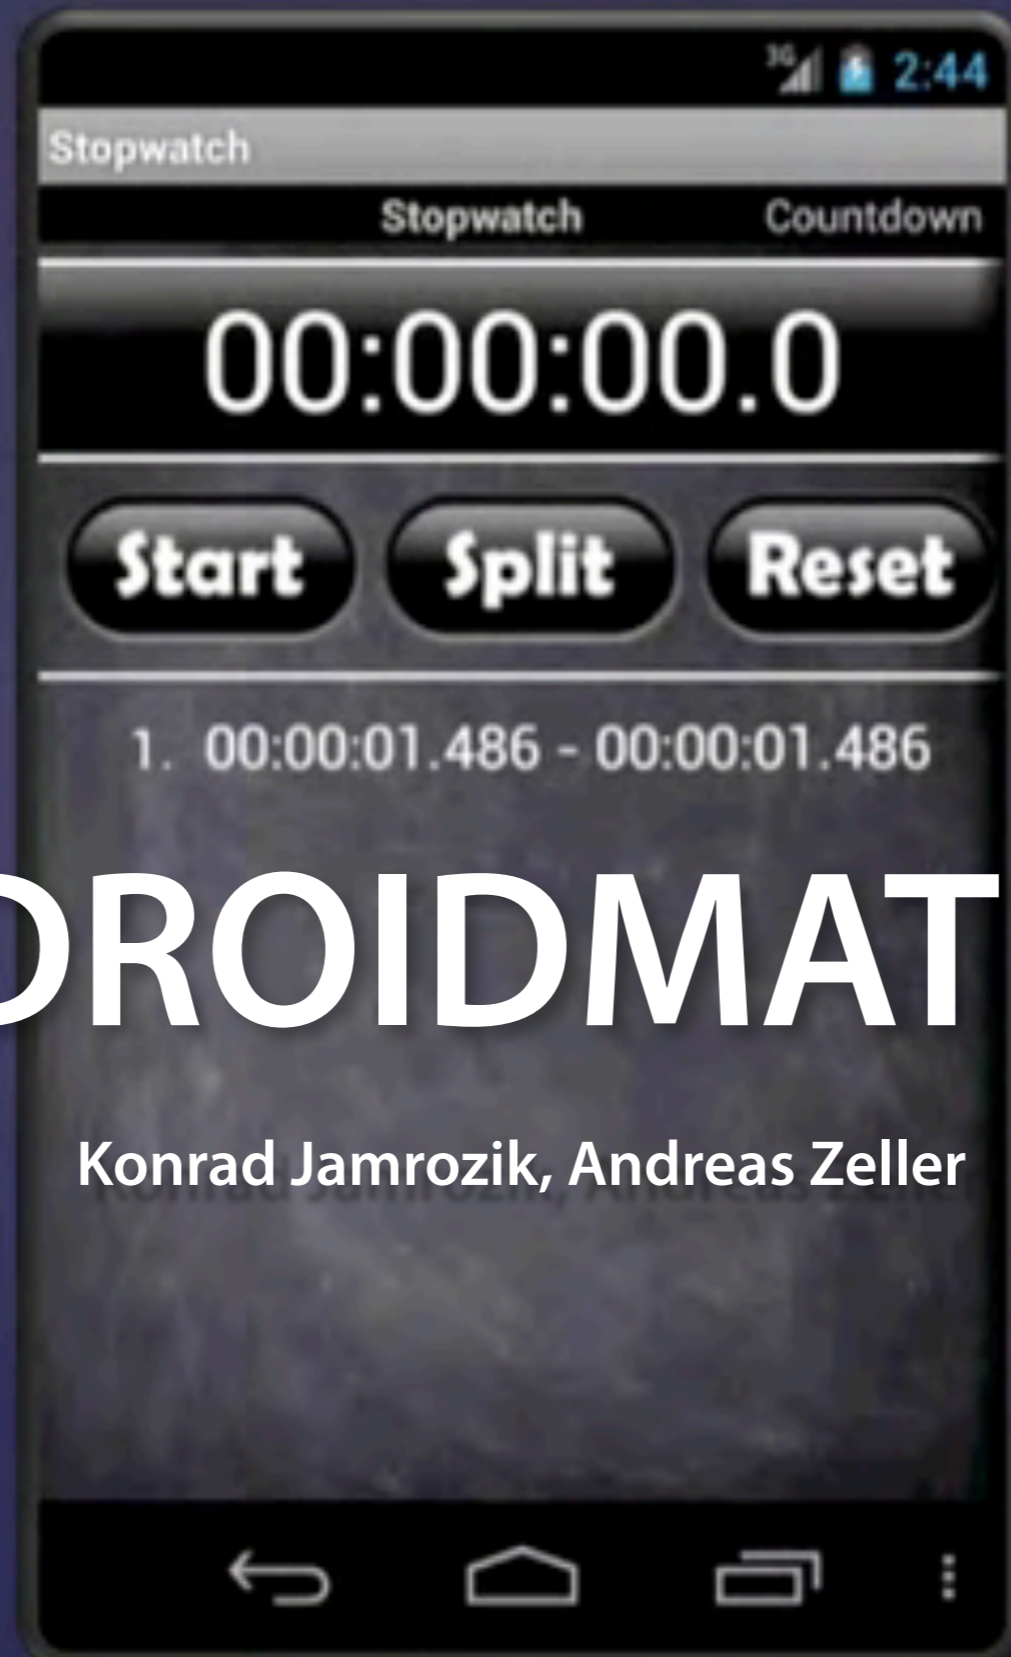 3G 2:44
Stopwatch
Stopwatch Countdown
00:00:00.0
Start Split Reset
1. 00:00:01.486 - 00:00:01.486
DROIDMAT
Konrad Jamrozik, Andreas Zeller